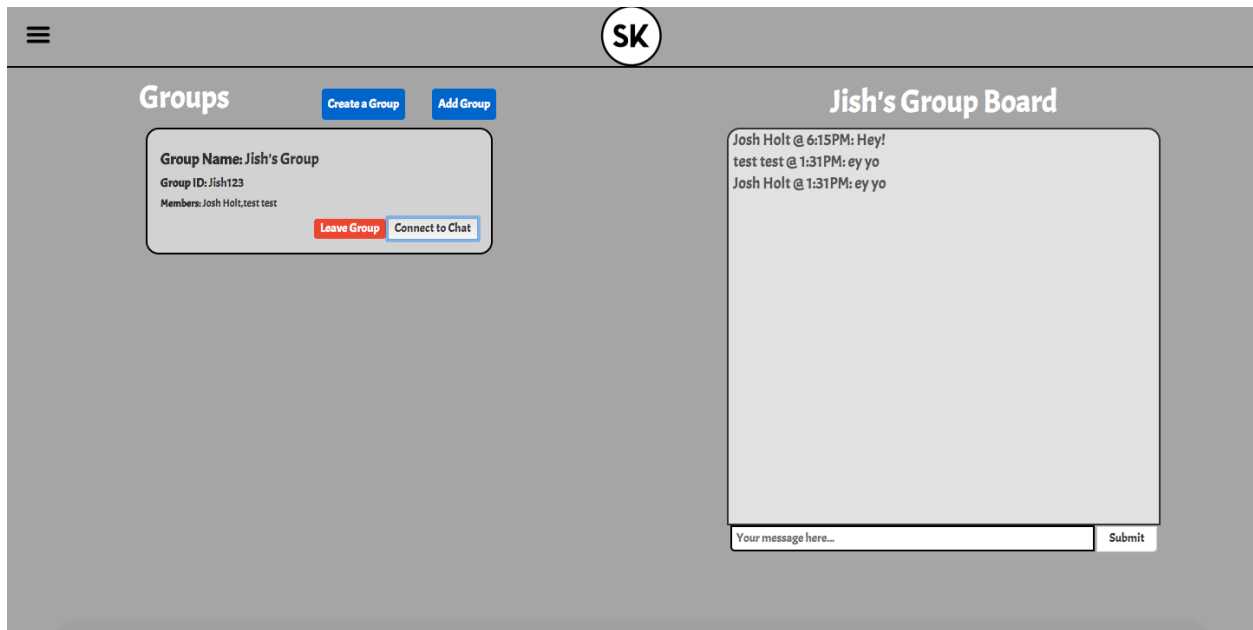 SK
Groups
Create a Group
Add Group
Group Name: Jish's Group
Group ID: Jish123
Members: Josh Holt,test test
Leave Group
Connect to Chat
Jish's Group Board
Josh Holt @ 6:15PM: Hey!
test test @ 1:31PM: ey yo
Josh Holt @ 1:31PM: ey yo
Your message here...
Submit